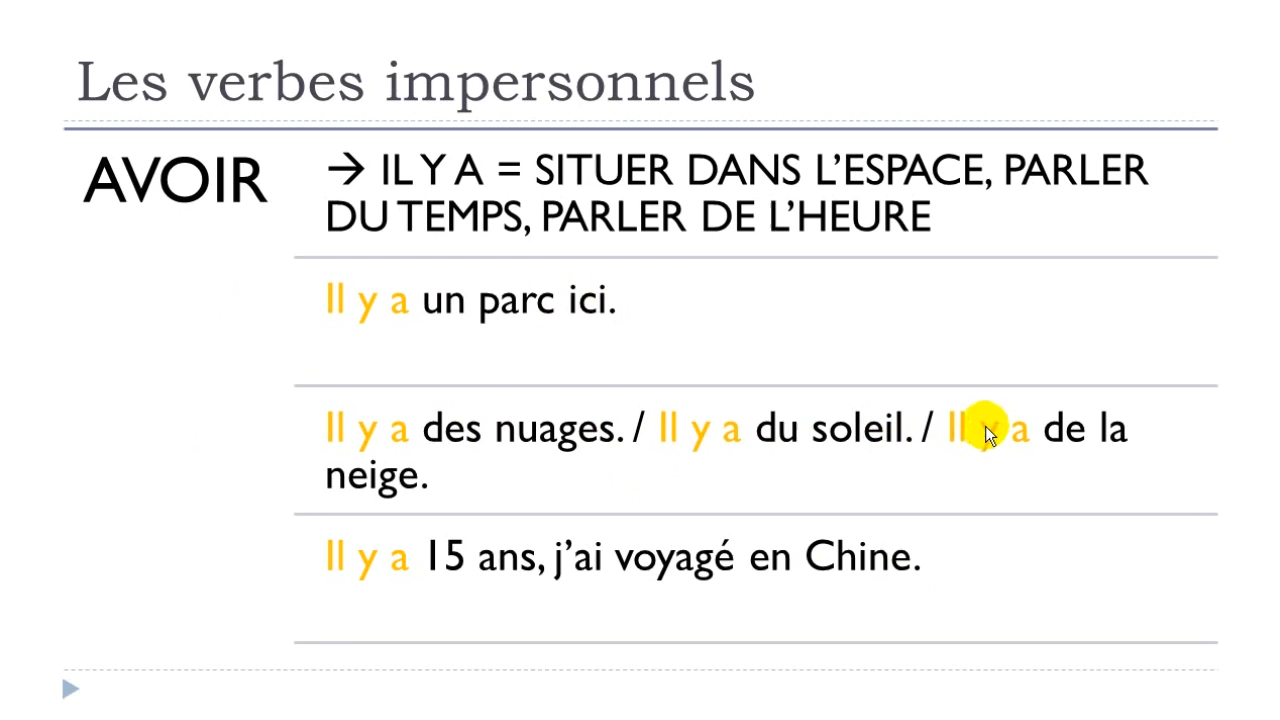 Les verbes impersonnels
AVOIR
→ IL Y A = SITUER DANS L'ESPACE, PARLER
DU TEMPS, PARLER DE L'HEURE
Il y a un parc ici.
Il y a des nuages. / Il y a du soleil. / Il y a de la
neige.
Il y a 15 ans, j'ai voyagé en Chine.